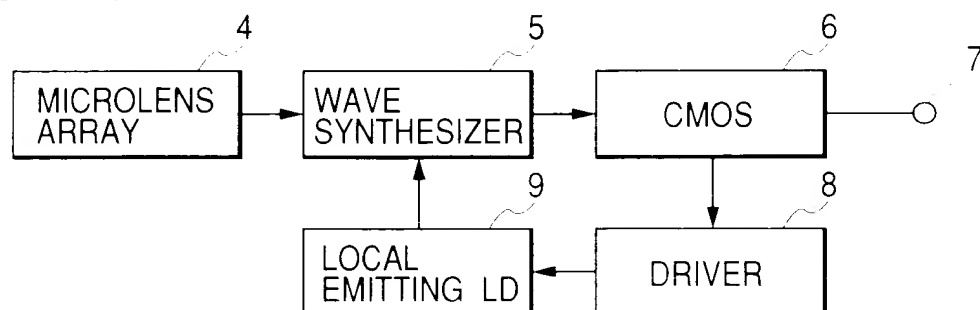 4
5
6
7
MICROLENS
ARRAY
WAVE
SYNTHESIZER
CMOS
9
8
LOCAL
EMITTING LD
DRIVER